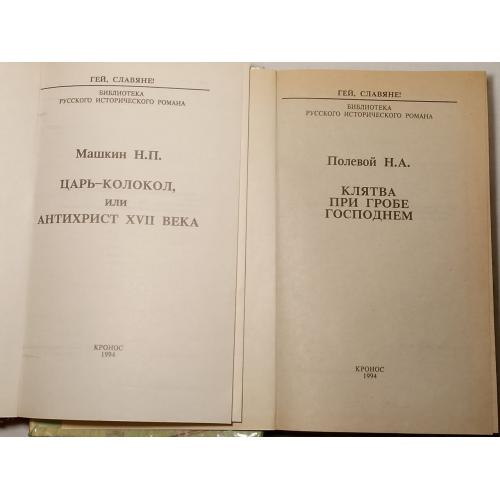 ГЕЙ, СЛАВЯНЕ!
БИБЛИОТЕКА
РУССКОГО ИСТОРИЧЕСКОГО РОМАНА
Машкин Н.П.
ЦАРЬ-КОЛОКОЛ,
ИЛИ
АНТИХРИСТ XVII ВЕКА
КРОНОС
1994
ГЕЙ, СЛАВЯНЕ!
БИБЛИОТЕКА
РУССКОГО ИСТОРИЧЕСКОГО РОМАНА
Полевой Н.А.
КЛЯТВА
ПРИ ГРОБЕ
ГОСПОДНЕМ
КРОНОС
1994